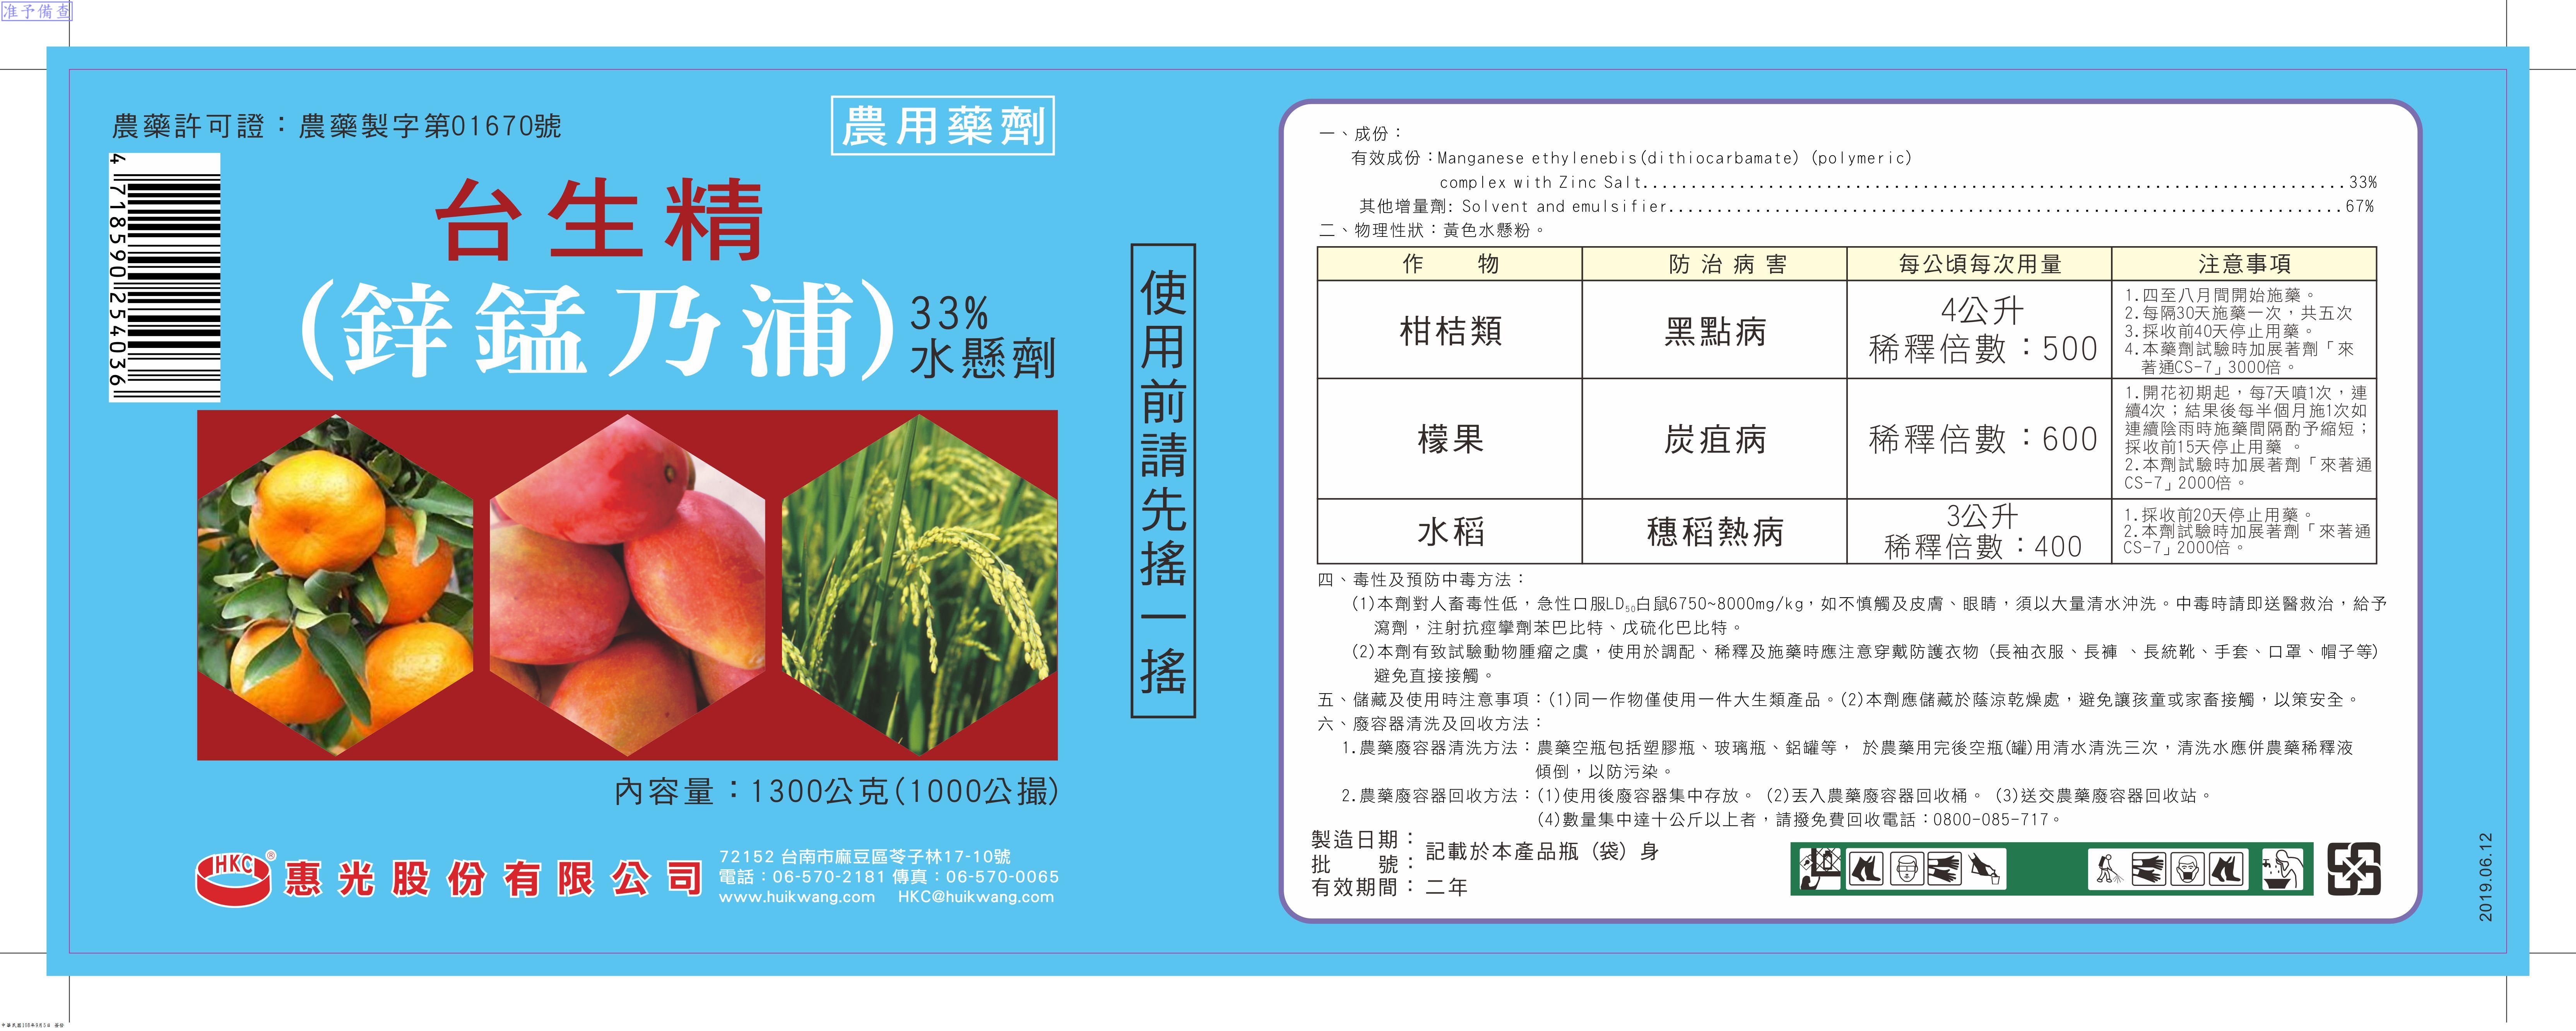 准予備查
農藥許可證：農藥製字第01670號
農用藥劑
4 718590 254036
台生精
(鋅錳乃浦)
33%
水懸劑
使用前請先搖一搖
內容量：1300公克(1000公撮)
HKC®
惠光股份有限公司
72152 台南市麻豆區苓子林17-10號
電話：06-570-2181 傳真：06-570-0065
www.huikwang.com HKC@huikwang.com
一、成份：
有效成份：Manganese ethylenebis(dithiocarbamate) (polymeric)
complex with Zinc Salt..........33%
其他增量劑: Solvent and emulsifier..........67%
二、物理性狀：黃色水懸粉。
作 物 防治病害 每公頃每次用量 注意事項
柑桔類
黑點病
4公升
稀釋倍數：500
1.四至八月間開始施藥。
2.每隔30天施藥一次，共五次
3.採收前40天停止用藥。
4.本藥劑試驗時加展著劑「來
著通CS-7」3000倍。
檬果
炭疽病
稀釋倍數：600
1.開花初期起，每7天噴1次，連
續4次；結果後每半個月施1次如
連續陰雨時施藥間隔酌予縮短；
採收前15天停止用藥 。
2.本劑試驗時加展著劑「來著通
CS-7」2000倍。
水稻
穗稻熱病
3公升
稀釋倍數：400
1.採收前20天停止用藥。
2.本劑試驗時加展著劑「來著通
CS-7」2000倍。
四、毒性及預防中毒方法：
(1)本劑對人畜毒性低，急性口服LD50白鼠6750~8000mg/kg，如不慎觸及皮膚、眼睛，須以大量清水沖洗。中毒時請即送醫救治，給予
瀉劑，注射抗痙攣劑苯巴比特、戊硫化巴比特。
(2)本劑有致試驗動物腫瘤之虞，使用於調配、稀釋及施藥時應注意穿戴防護衣物 (長袖衣服、長褲 、長統靴、手套、口罩、帽子等)
避免直接接觸。
五、儲藏及使用時注意事項：(1)同一作物僅使用一件大生類產品。(2)本劑應儲藏於蔭涼乾燥處，避免讓孩童或家畜接觸，以策安全。
六、廢容器清洗及回收方法：
1.農藥廢容器清洗方法：農藥空瓶包括塑膠瓶、玻璃瓶、鋁罐等， 於農藥用完後空瓶(罐)用清水清洗三次，清洗水應併農藥稀釋液
傾倒，以防污染。
2.農藥廢容器回收方法：(1)使用後廢容器集中存放。 (2)丟入農藥廢容器回收桶。 (3)送交農藥廢容器回收站。
(4)數量集中達十公斤以上者，請撥免費回收電話：0800-085-717。
製造日期：
批 號：
記載於本產品瓶（袋）身
有效期間：二年
2019.06.12